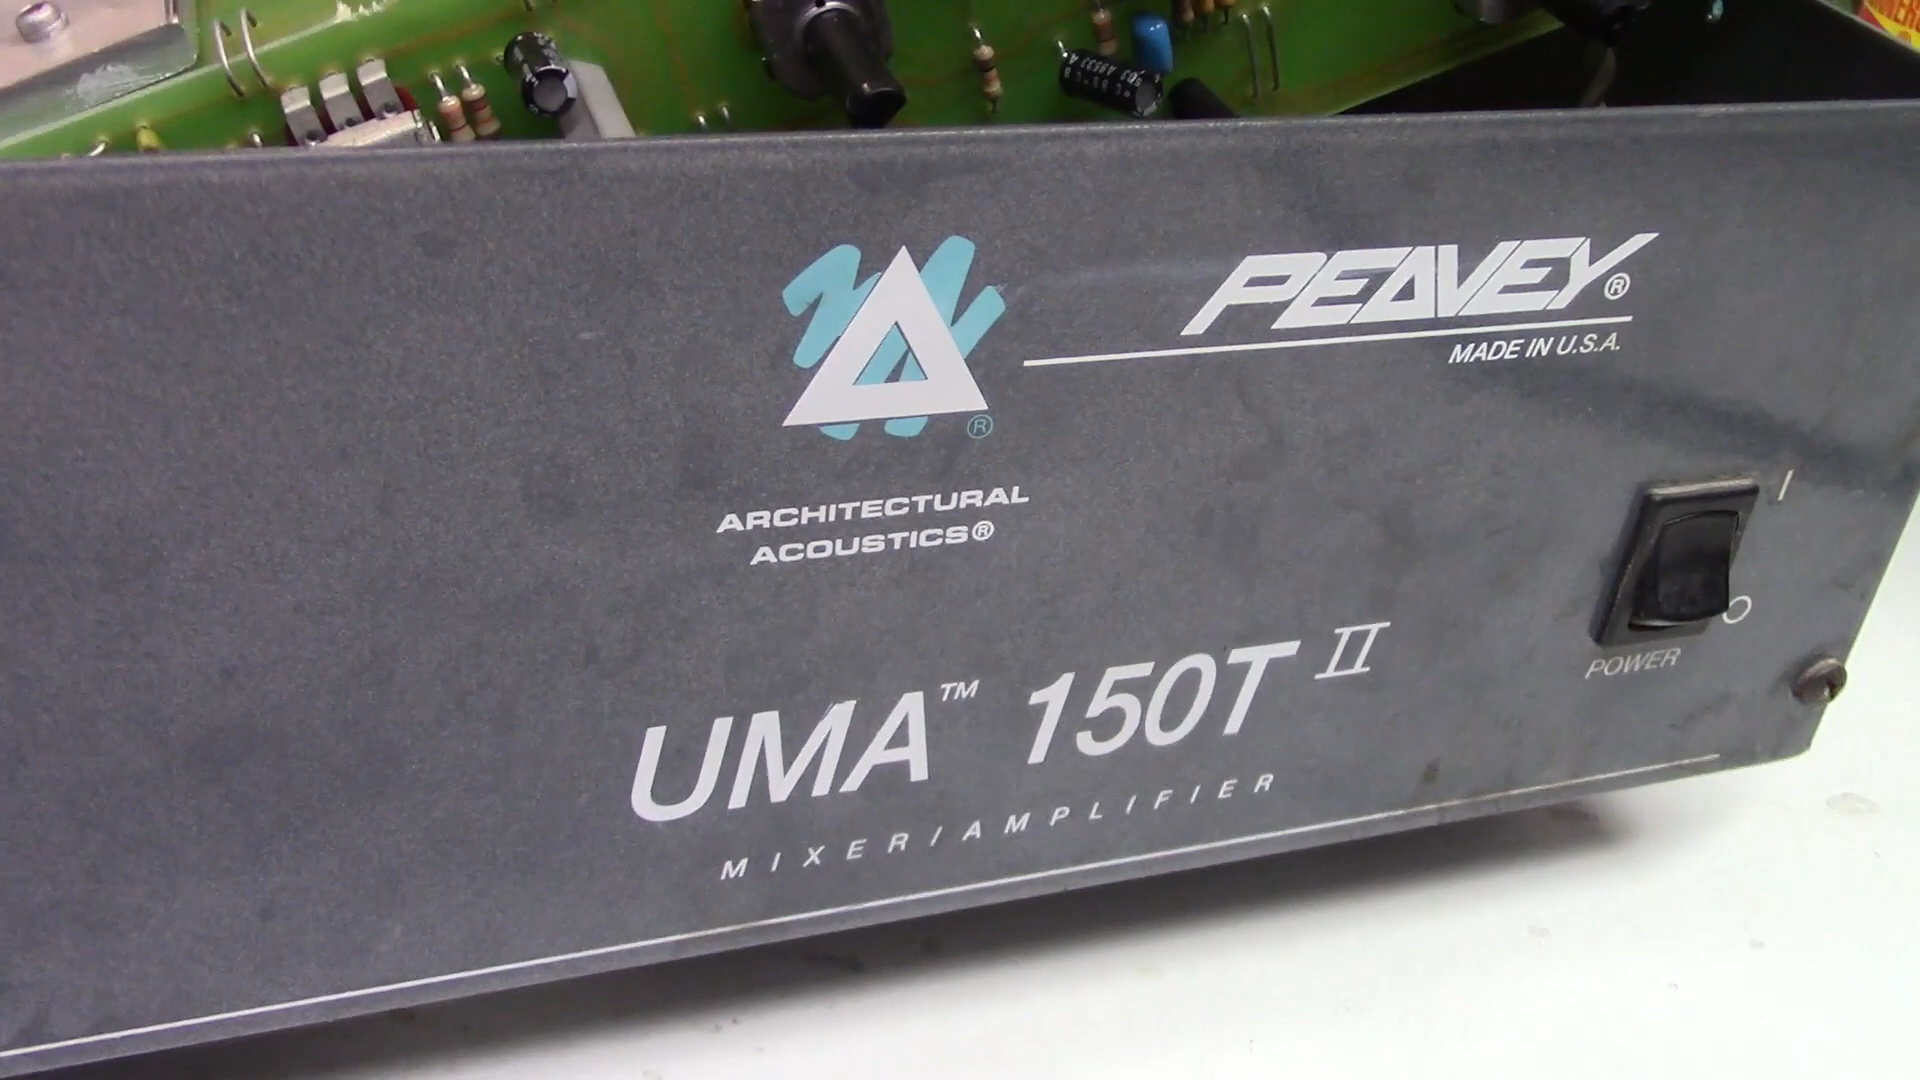 PEAVEY®
MADE IN U.S.A.
®
ARCHITECTURAL
ACOUSTICS®
I
O
POWER
UMA™ 150T II
MIXER/AMPLIFIER